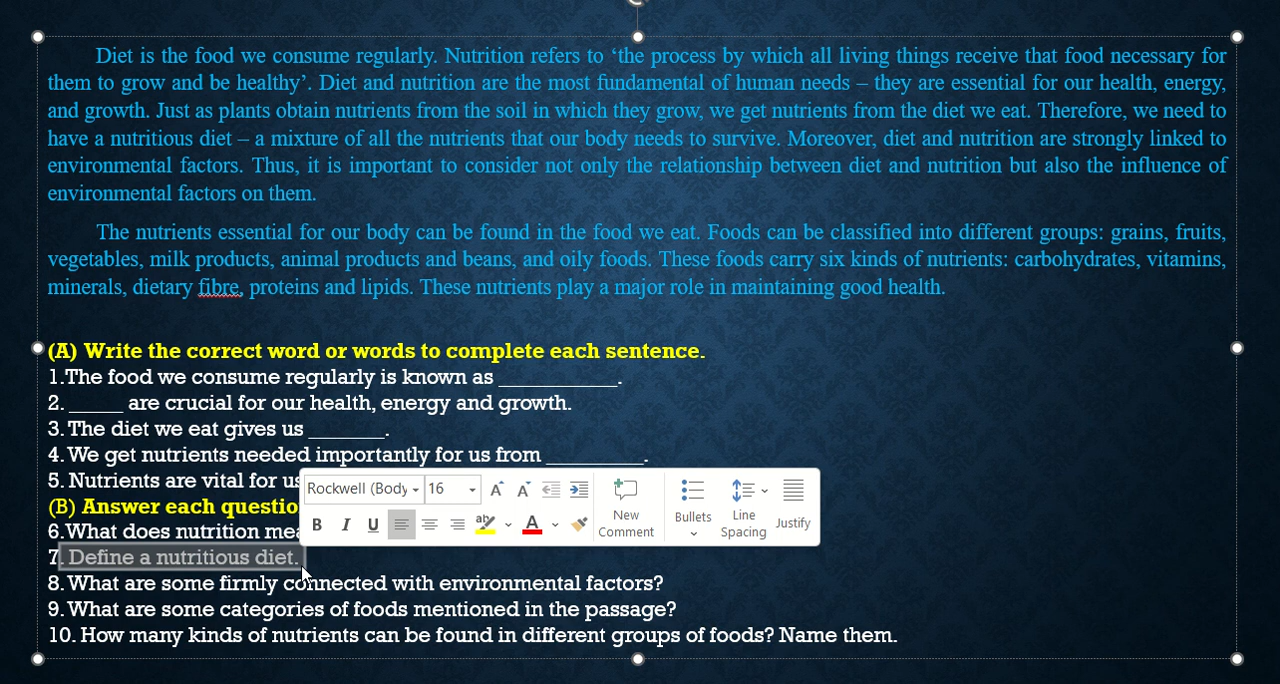 Diet is the food we consume regularly. Nutrition refers to ‘the process by which all living things receive that food necessary for
them to grow and be healthy’. Diet and nutrition are the most fundamental of human needs – they are essential for our health, energy,
and growth. Just as plants obtain nutrients from the soil in which they grow, we get nutrients from the diet we eat. Therefore, we need to
have a nutritious diet – a mixture of all the nutrients that our body needs to survive. Moreover, diet and nutrition are strongly linked to
environmental factors. Thus, it is important to consider not only the relationship between diet and nutrition but also the influence of
environmental factors on them.
The nutrients essential for our body can be found in the food we eat. Foods can be classified into different groups: grains, fruits,
vegetables, milk products, animal products and beans, and oily foods. These foods carry six kinds of nutrients: carbohydrates, vitamins,
minerals, dietary fibre, proteins and lipids. These nutrients play a major role in maintaining good health.
(A) Write the correct word or words to complete each sentence.
1.The food we consume regularly is known as ____________.
2. _____ are crucial for our health, energy and growth.
3. The diet we eat gives us _______.
4. We get nutrients needed importantly for us from _________.
5. Nutrients are vital for us
(B) Answer each questio
6.What does nutrition mea
7. Define a nutritious diet.
8. What are some firmly connected with environmental factors?
9. What are some categories of foods mentioned in the passage?
10. How many kinds of nutrients can be found in different groups of foods? Name them.
Rockwell (Body 16 A A
B I U ab A
New
Comment
Bullets
Line
Spacing
Justify